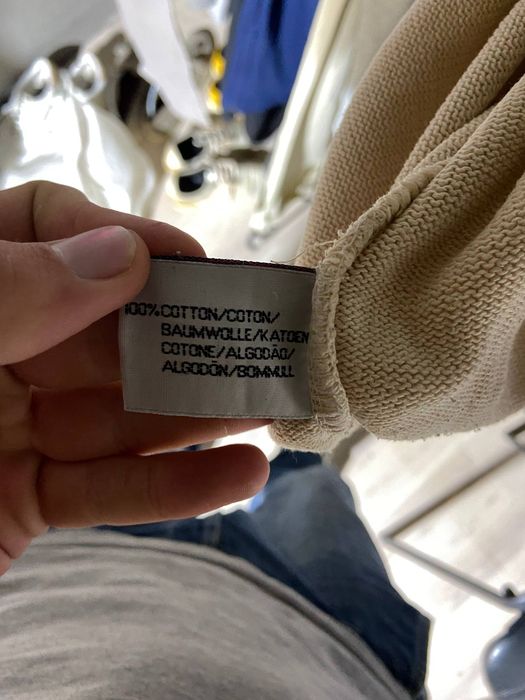 100% COTTON/COTON/
BAUMWOLLE/KATOEN
COTONE/ALGODÃO/
ALGODÓN/BOMULL